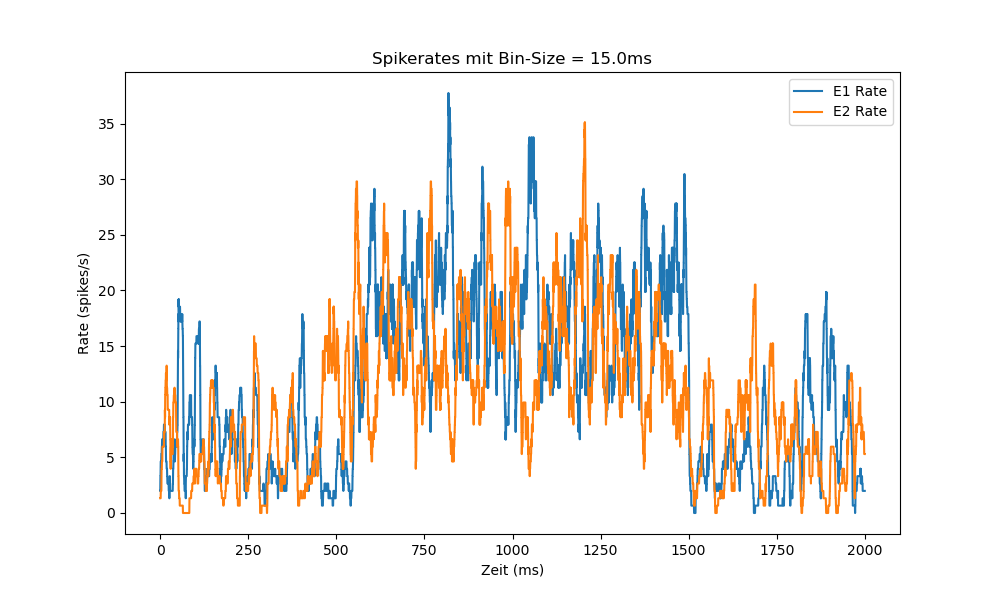 Spikerates mit Bin-Size = 15.0ms
E1 Rate
E2 Rate
Rate (spikes/s)
35
30
25
20
15
10
5
0
0 250 500 750 1000 1250 1500 1750 2000
Zeit (ms)